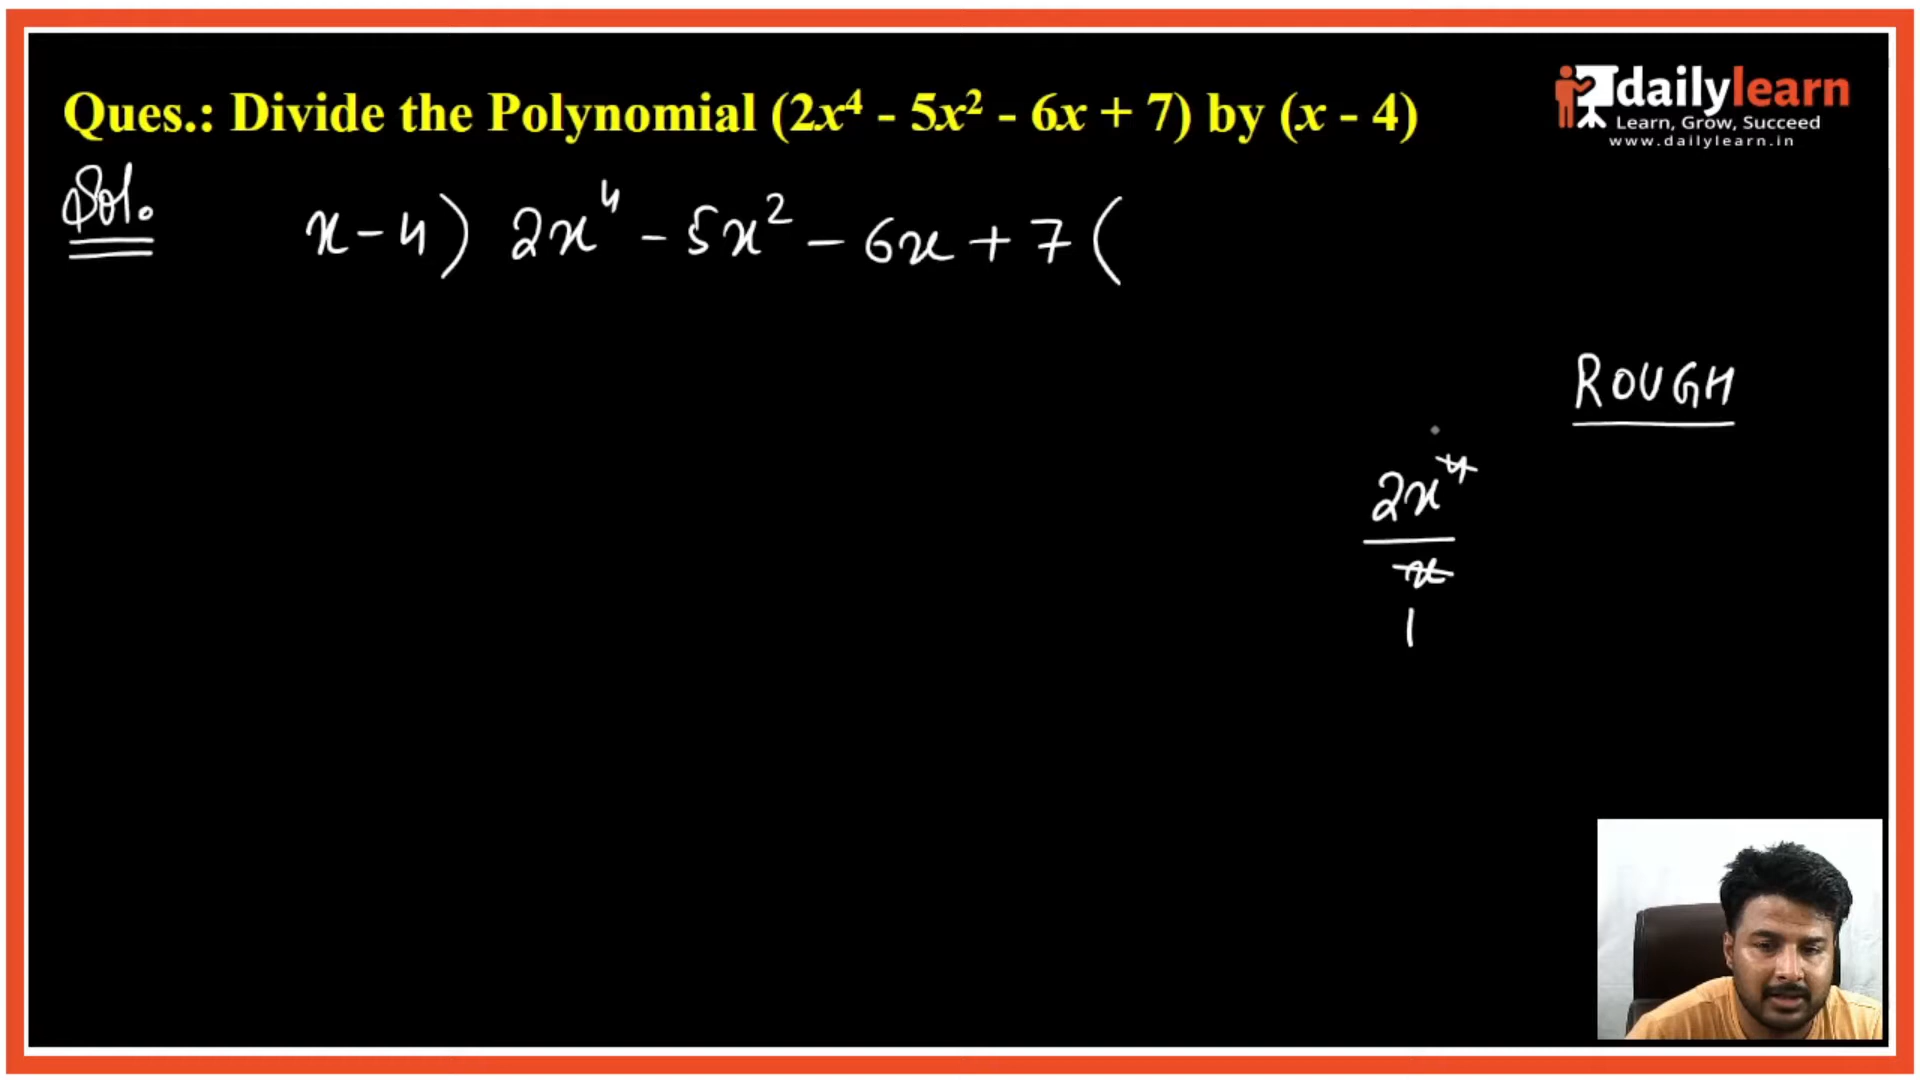 dailylearn
Learn, Grow, Succeed
www.dailylearn.in
Ques.: Divide the Polynomial (2x⁴ - 5x² - 6x + 7) by (x - 4)
Sol.
x - 4) 2x⁴ - 5x² - 6x + 7 (
ROUGH
2x⁴
x
1